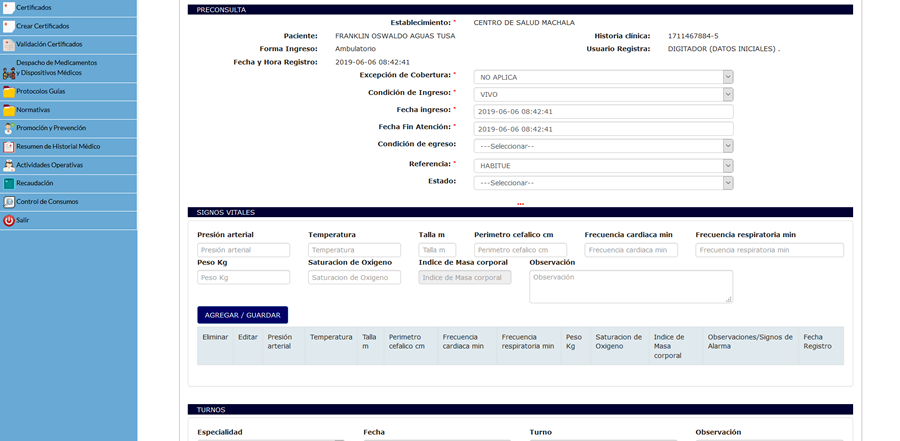 Certificados
Crear Certificados
Validación Certificados
Despacho de Medicamentos
y Dispositivos Médicos
Protocolos Guías
Normativas
Promoción y Prevención
Resumen de Historial Médico
Actividades Operativas
Recaudación
Control de Consumos
Salir
PRECONSULTA
Establecimiento: * CENTRO DE SALUD MACHALA
Paciente: FRANKLIN OSWALDO AGUAS TUSA Historia clínica: 1711467884-5
Forma Ingreso: Ambulatorio Usuario Registra: DIGITADOR (DATOS INICIALES) .
Fecha y Hora Registro: 2019-06-06 08:42:41
Excepción de Cobertura: * NO APLICA
Condición de Ingreso: * VIVO
Fecha ingreso: * 2019-06-06 08:42:41
Fecha Fin Atención: * 2019-06-06 08:42:41
Condición de egreso: ---Seleccionar--
Referencia: * HABITUE
Estado: ---Seleccionar--
...
SIGNOS VITALES
Presión arterial Temperatura Talla m Perimetro cefalico cm Frecuencia cardiaca min Frecuencia respiratoria min
Presión arterial Temperatura Talla m Perimetro cefalico cm Frecuencia cardiaca min Frecuencia respiratoria min
Peso Kg Saturacion de Oxigeno Indice de Masa corporal Observación
Peso Kg Saturacion de Oxigeno Indice de Masa corporal Observación
AGREGAR / GUARDAR
Eliminar Editar Presión Temperatura Talla Perimetro Frecuencia Frecuencia Peso Saturacion de Indice de Observaciones/Signos de Fecha
arterial m cefalico cm cardiaca min respiratoria min Kg Oxigeno Masa Alarma Registro
corporal
TURNOS
Especialidad Fecha Turno Observación